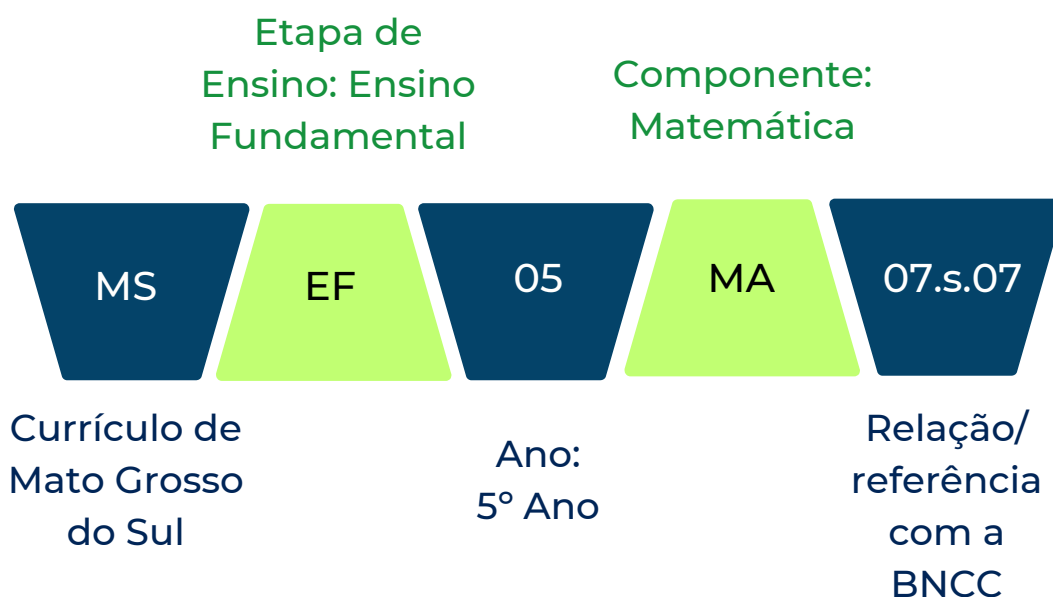 Etapa de
Ensino: Ensino
Fundamental
Componente:
Matemática
MS
EF
05
MA
07.s.07
Currículo de
Mato Grosso
do Sul
Ano:
5º Ano
Relação/
referência
com a
BNCC